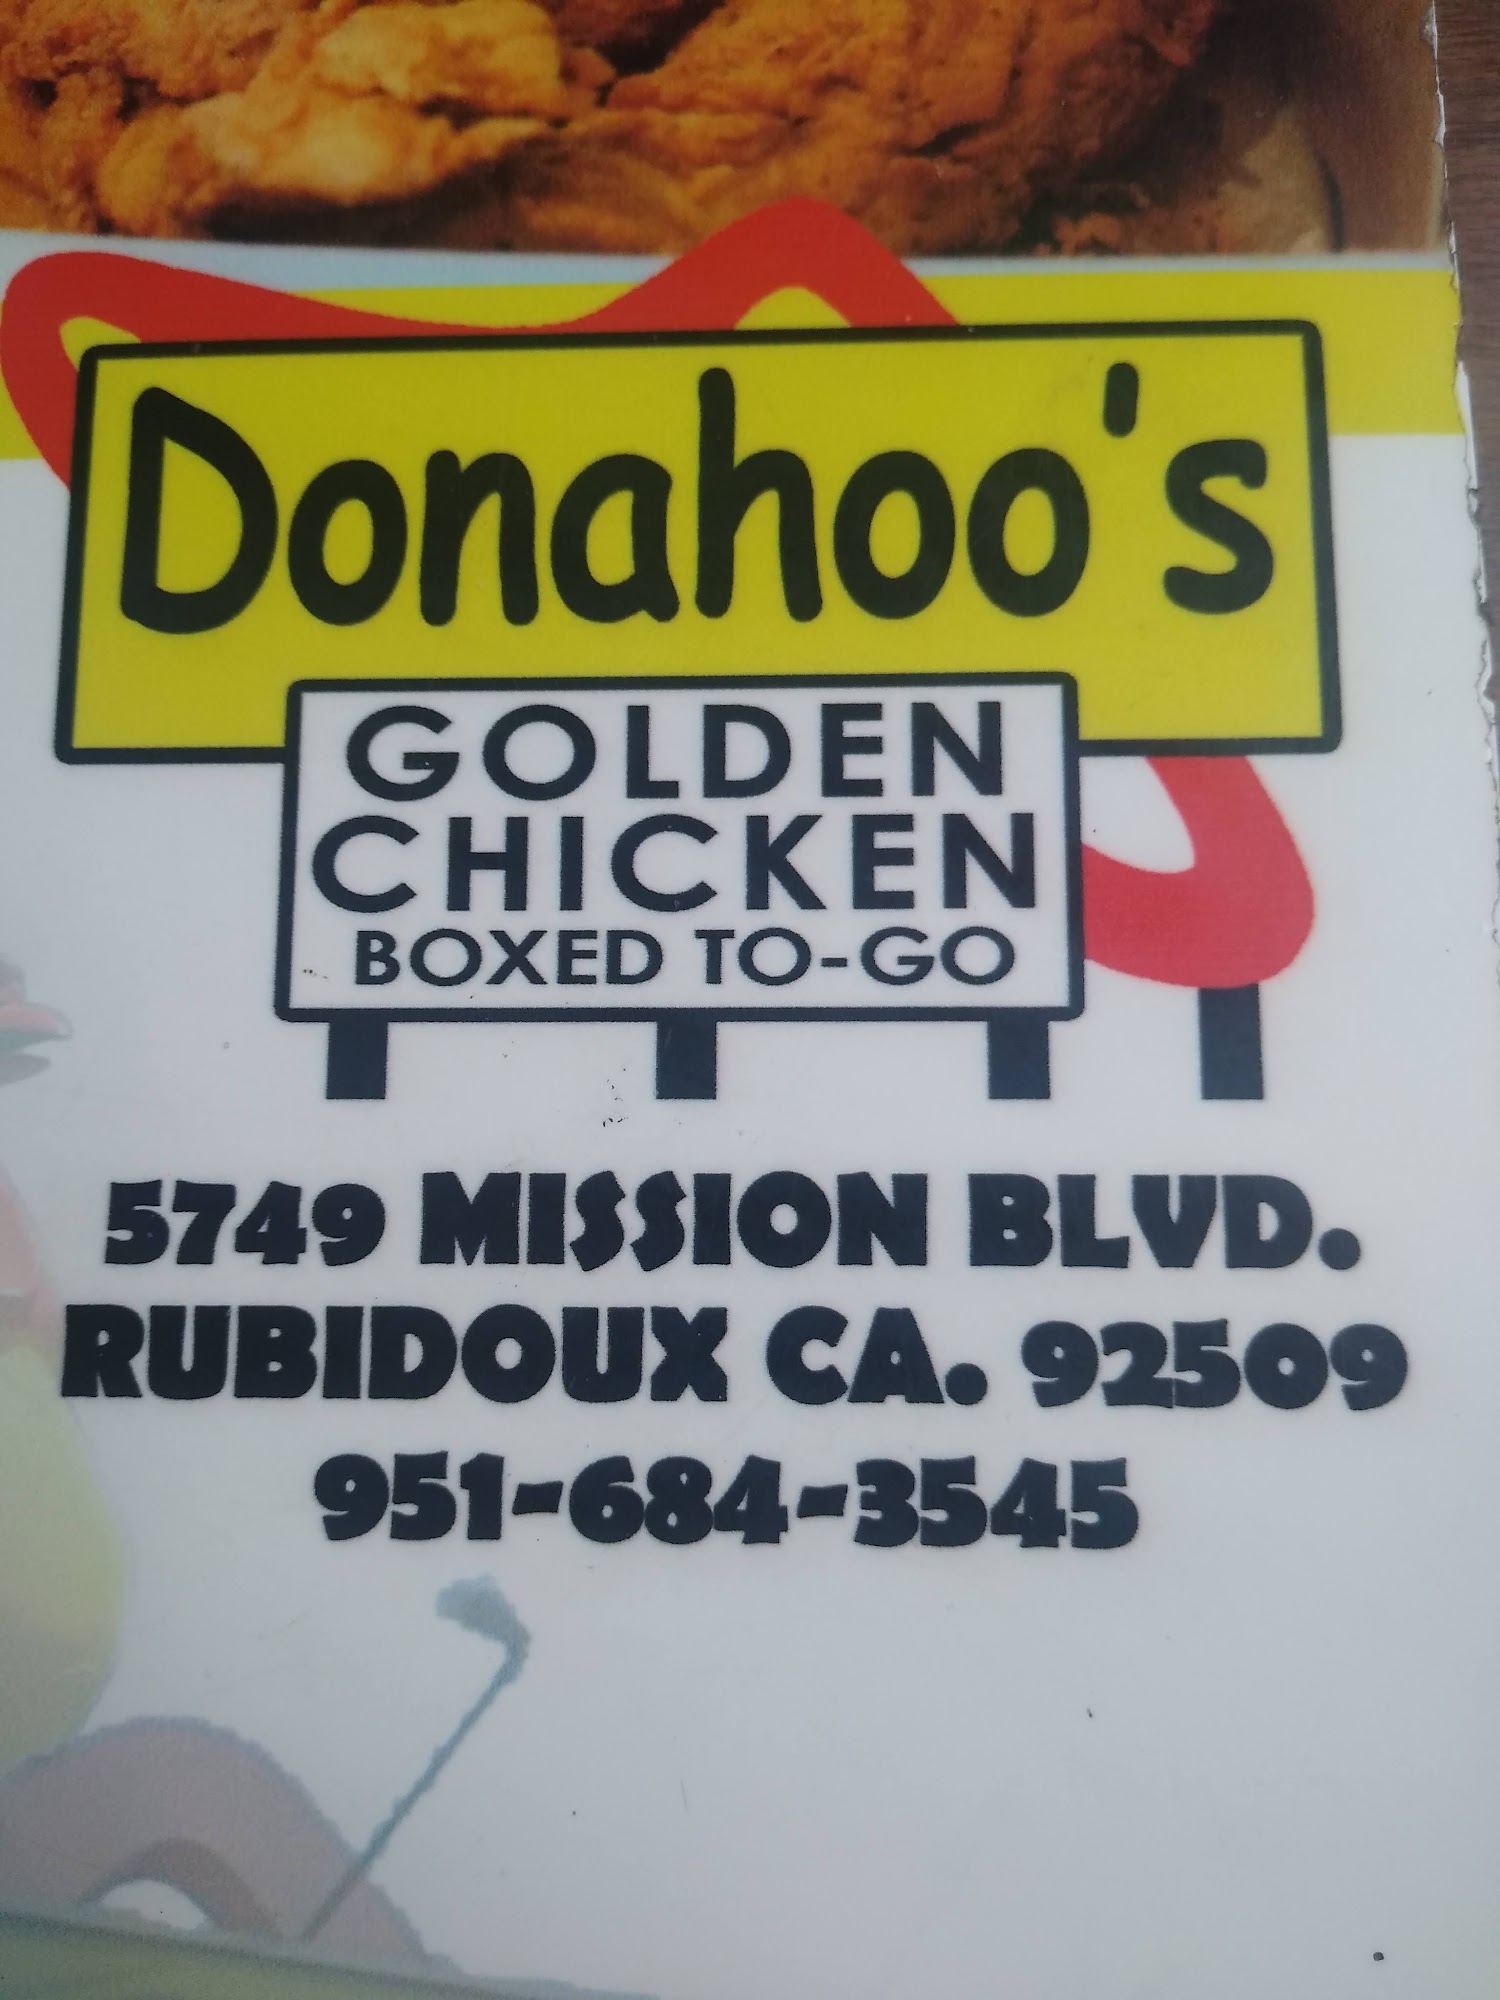 Donahoo's
GOLDEN
CHICKEN
BOXED TO-GO
5749 MISSION BLVD.
RUBIDOUX CA. 92509
951-684-3545